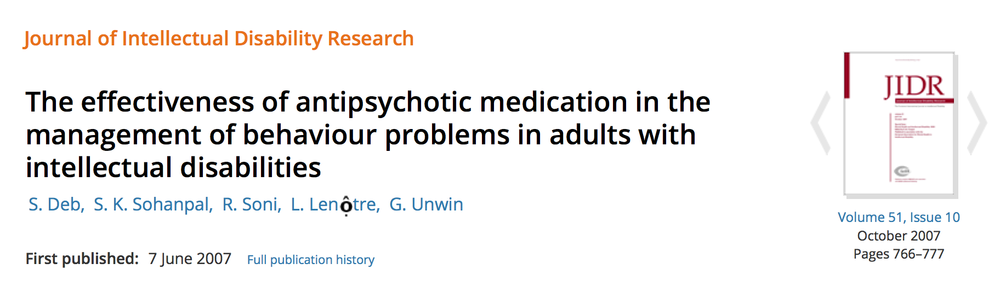 Journal of Intellectual Disability Research
The effectiveness of antipsychotic medication in the
management of behaviour problems in adults with
intellectual disabilities
S. Deb, S. K. Sohanpal, R. Soni, L. Lenộtre, G. Unwin
First published: 7 June 2007 Full publication history
JIDR
Volume 51, Issue 10
October 2007
Pages 766–777